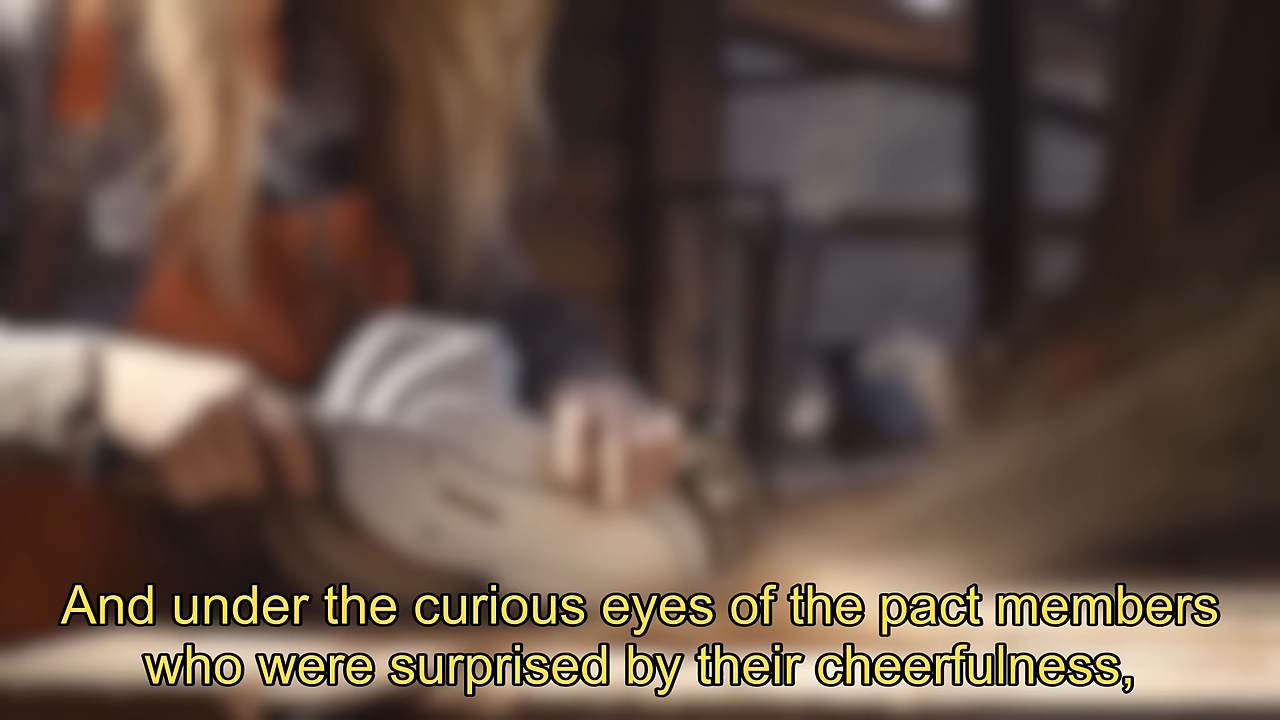 And under the curious eyes of the pact members
who were surprised by their cheerfulness,